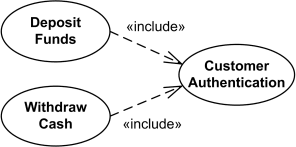 Deposit
Funds
«include»
Customer
Authentication
Withdraw
Cash
«include»